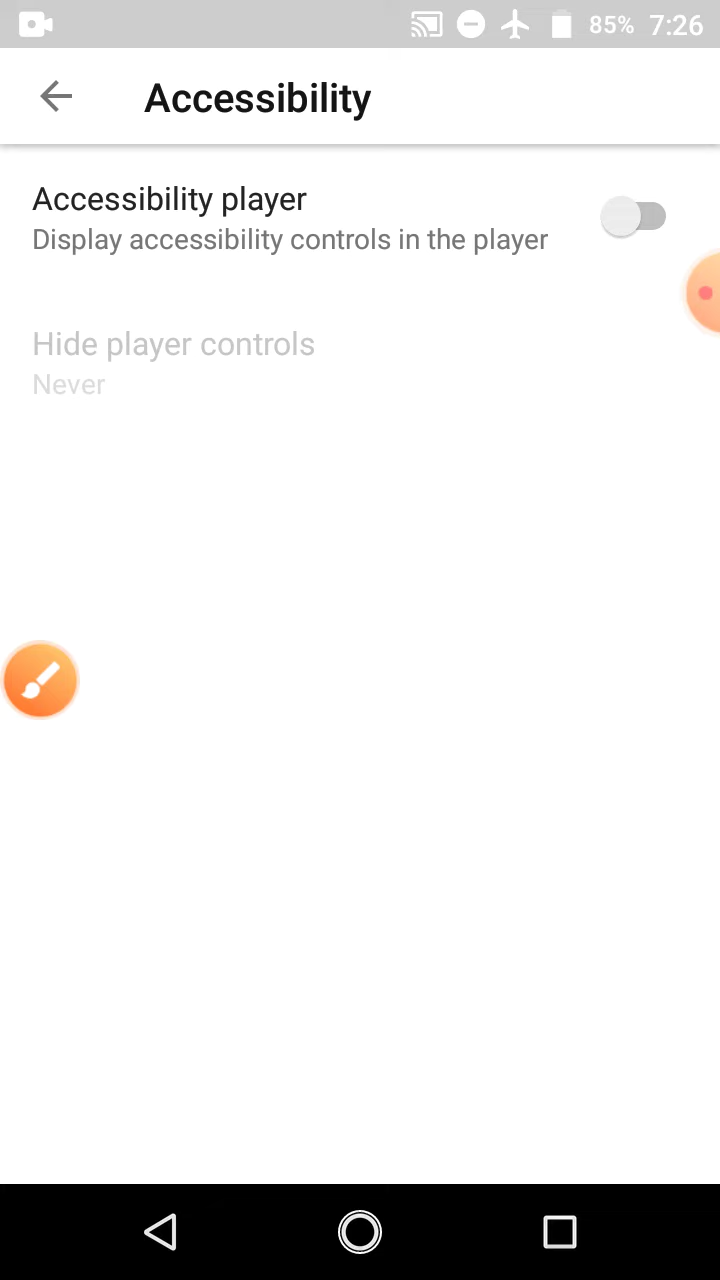 85% 7:26
Accessibility
Accessibility player
Display accessibility controls in the player
Hide player controls
Never